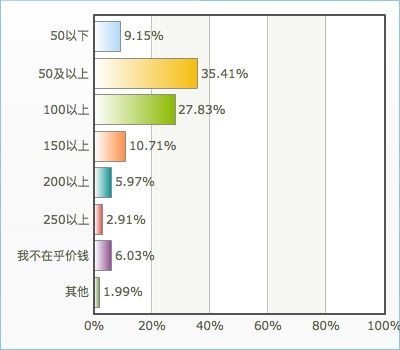 50以下 9.15%
50及以上 35.41%
100以上 27.83%
150以上 10.71%
200以上 5.97%
250以上 2.91%
我不在乎价钱 6.03%
其他 1.99%
0% 20% 40% 60% 80% 100%